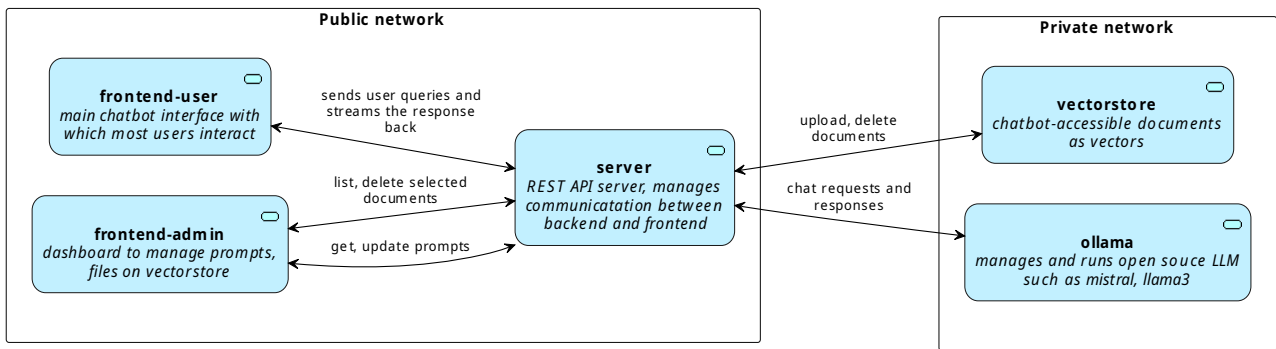 Public network
frontend-user
main chatbot interface with
which most users interact
sends user queries and
streams the response
back
frontend-admin
dashboard to manage prompts,
files on vectorstore
list, delete selected
documents
get, update prompts
server
REST API server, manages
communicatation between
backend and frontend
upload, delete
documents
chat requests and
responses
Private network
vectorstore
chatbot-accessible documents
as vectors
ollama
manages and runs open souce LLM
such as mistral, llama3